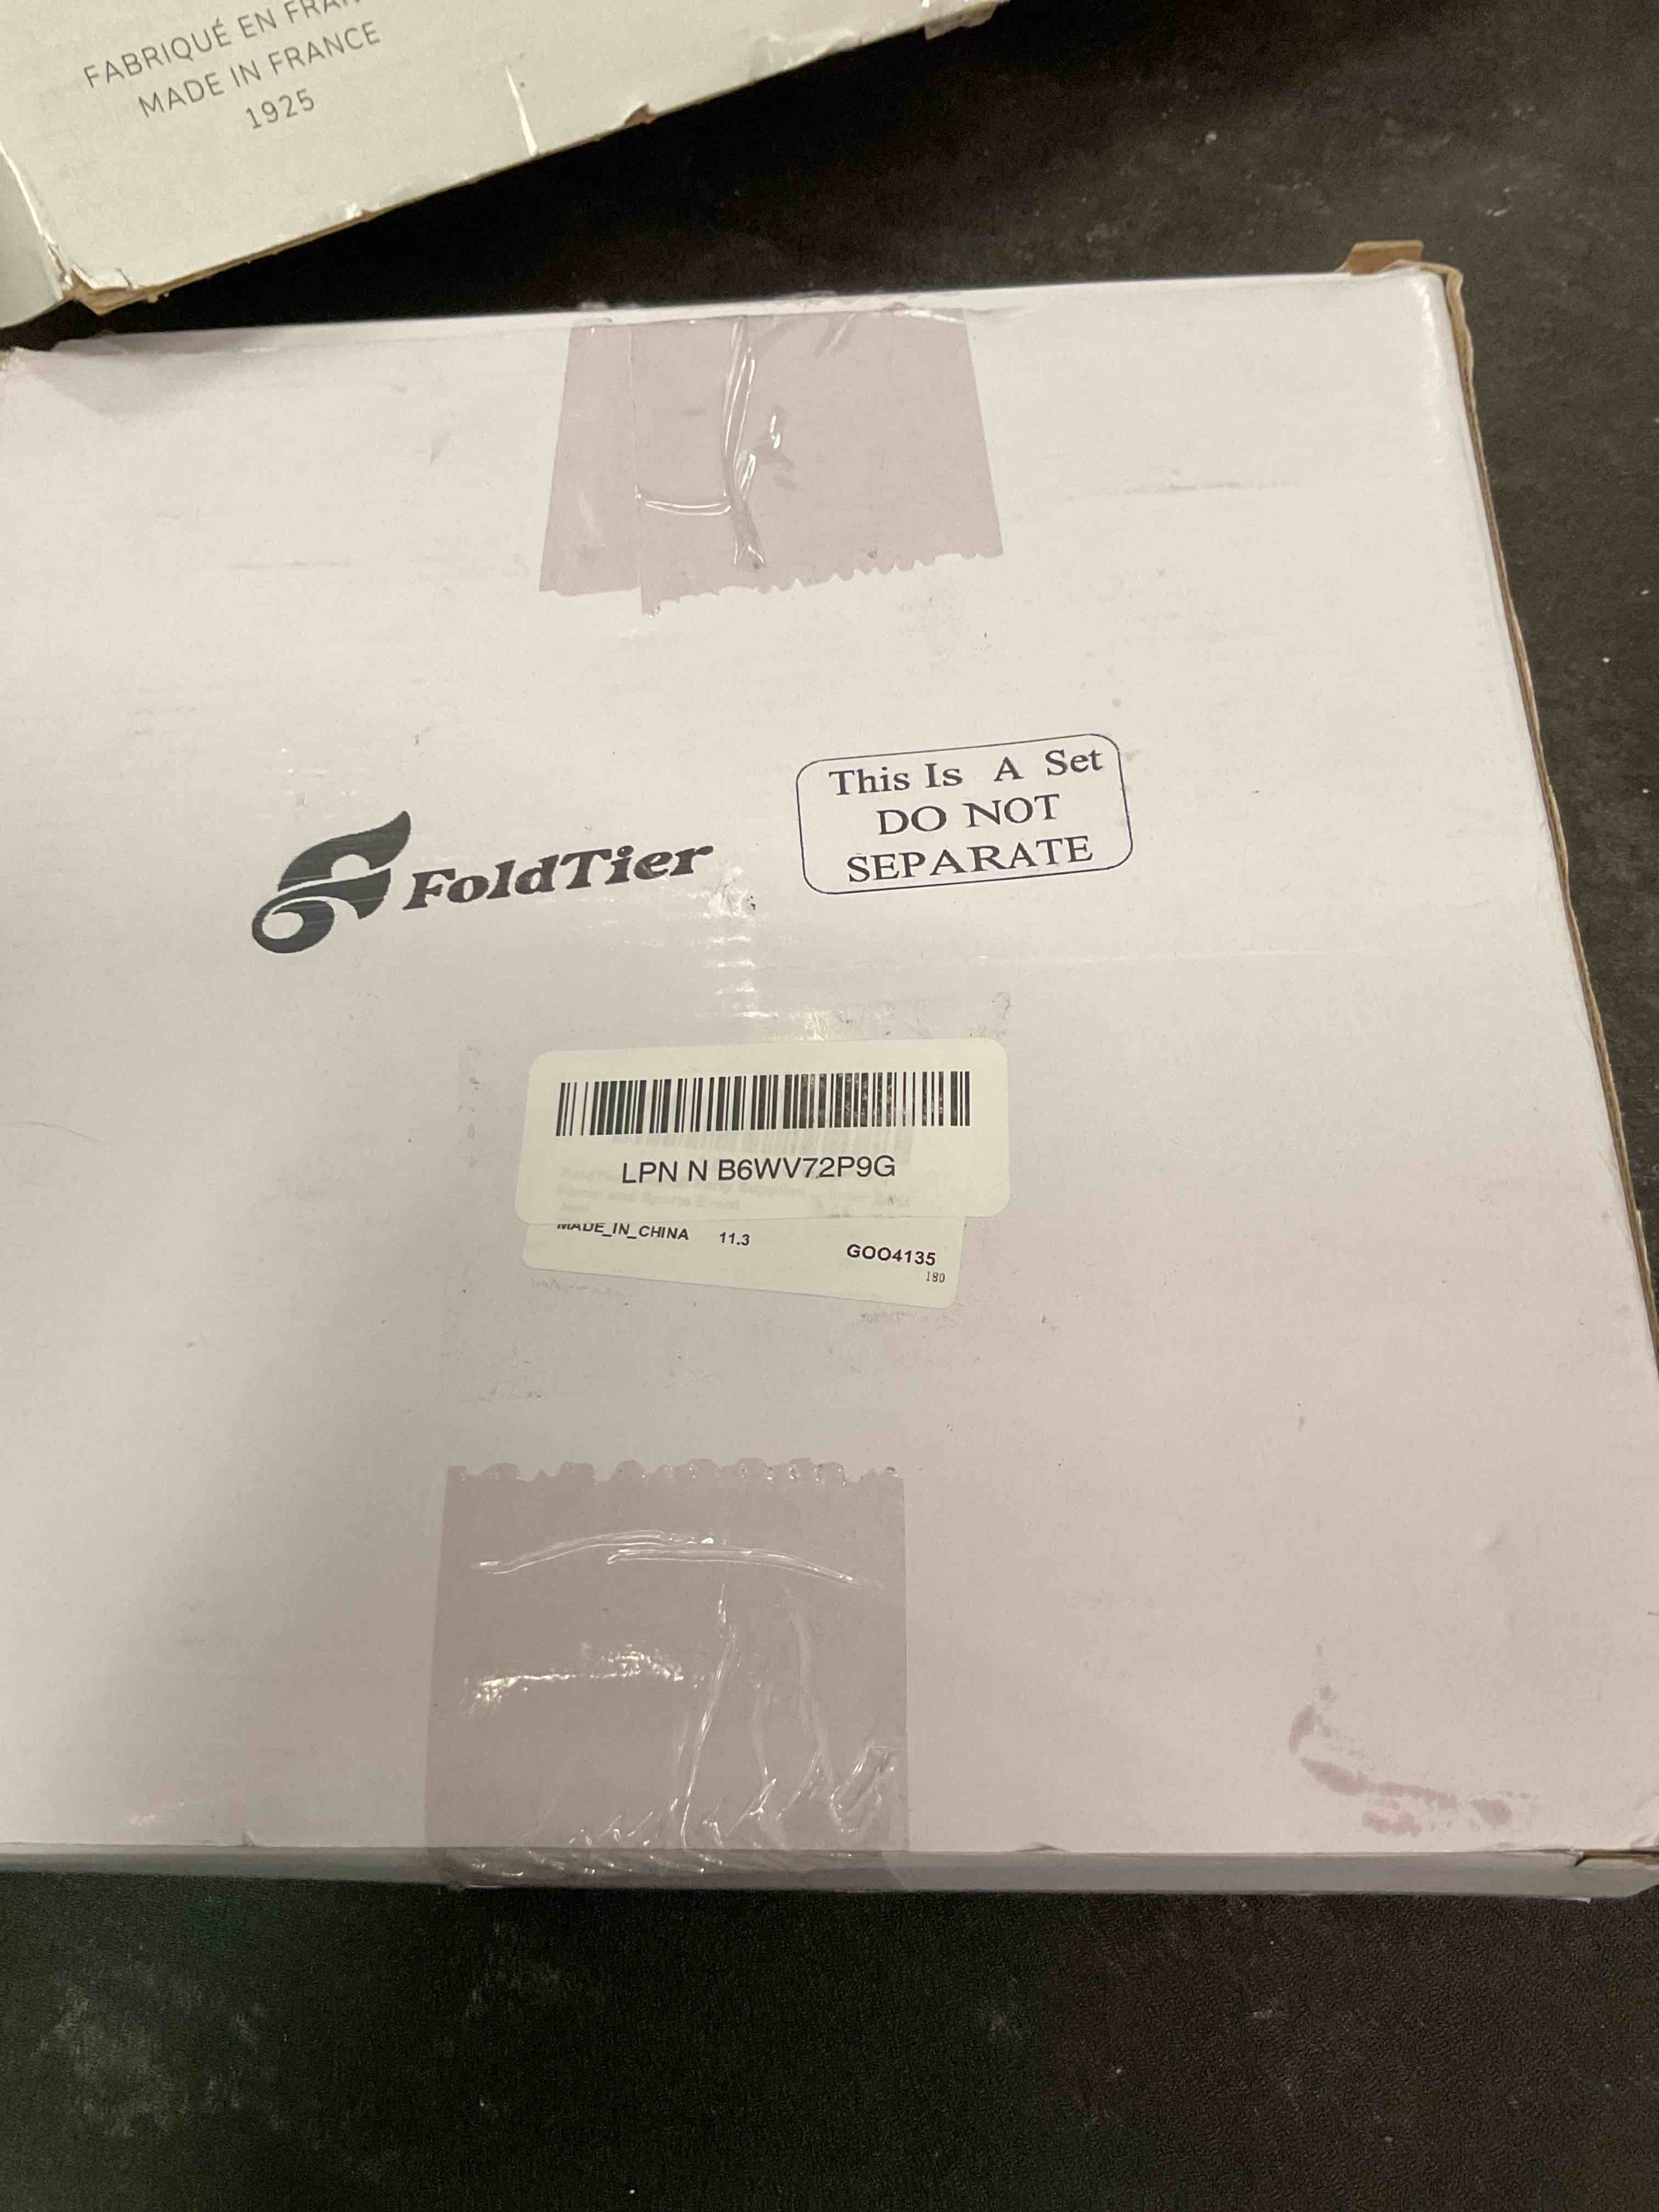 FABRIQUÉ EN
MADE IN FRANCE
1925
FoldTier
This Is A Set
DO NOT
SEPARATE
LPN N B6WV72P9G
MADE_IN_CHINA 11.3
GOO4135
180